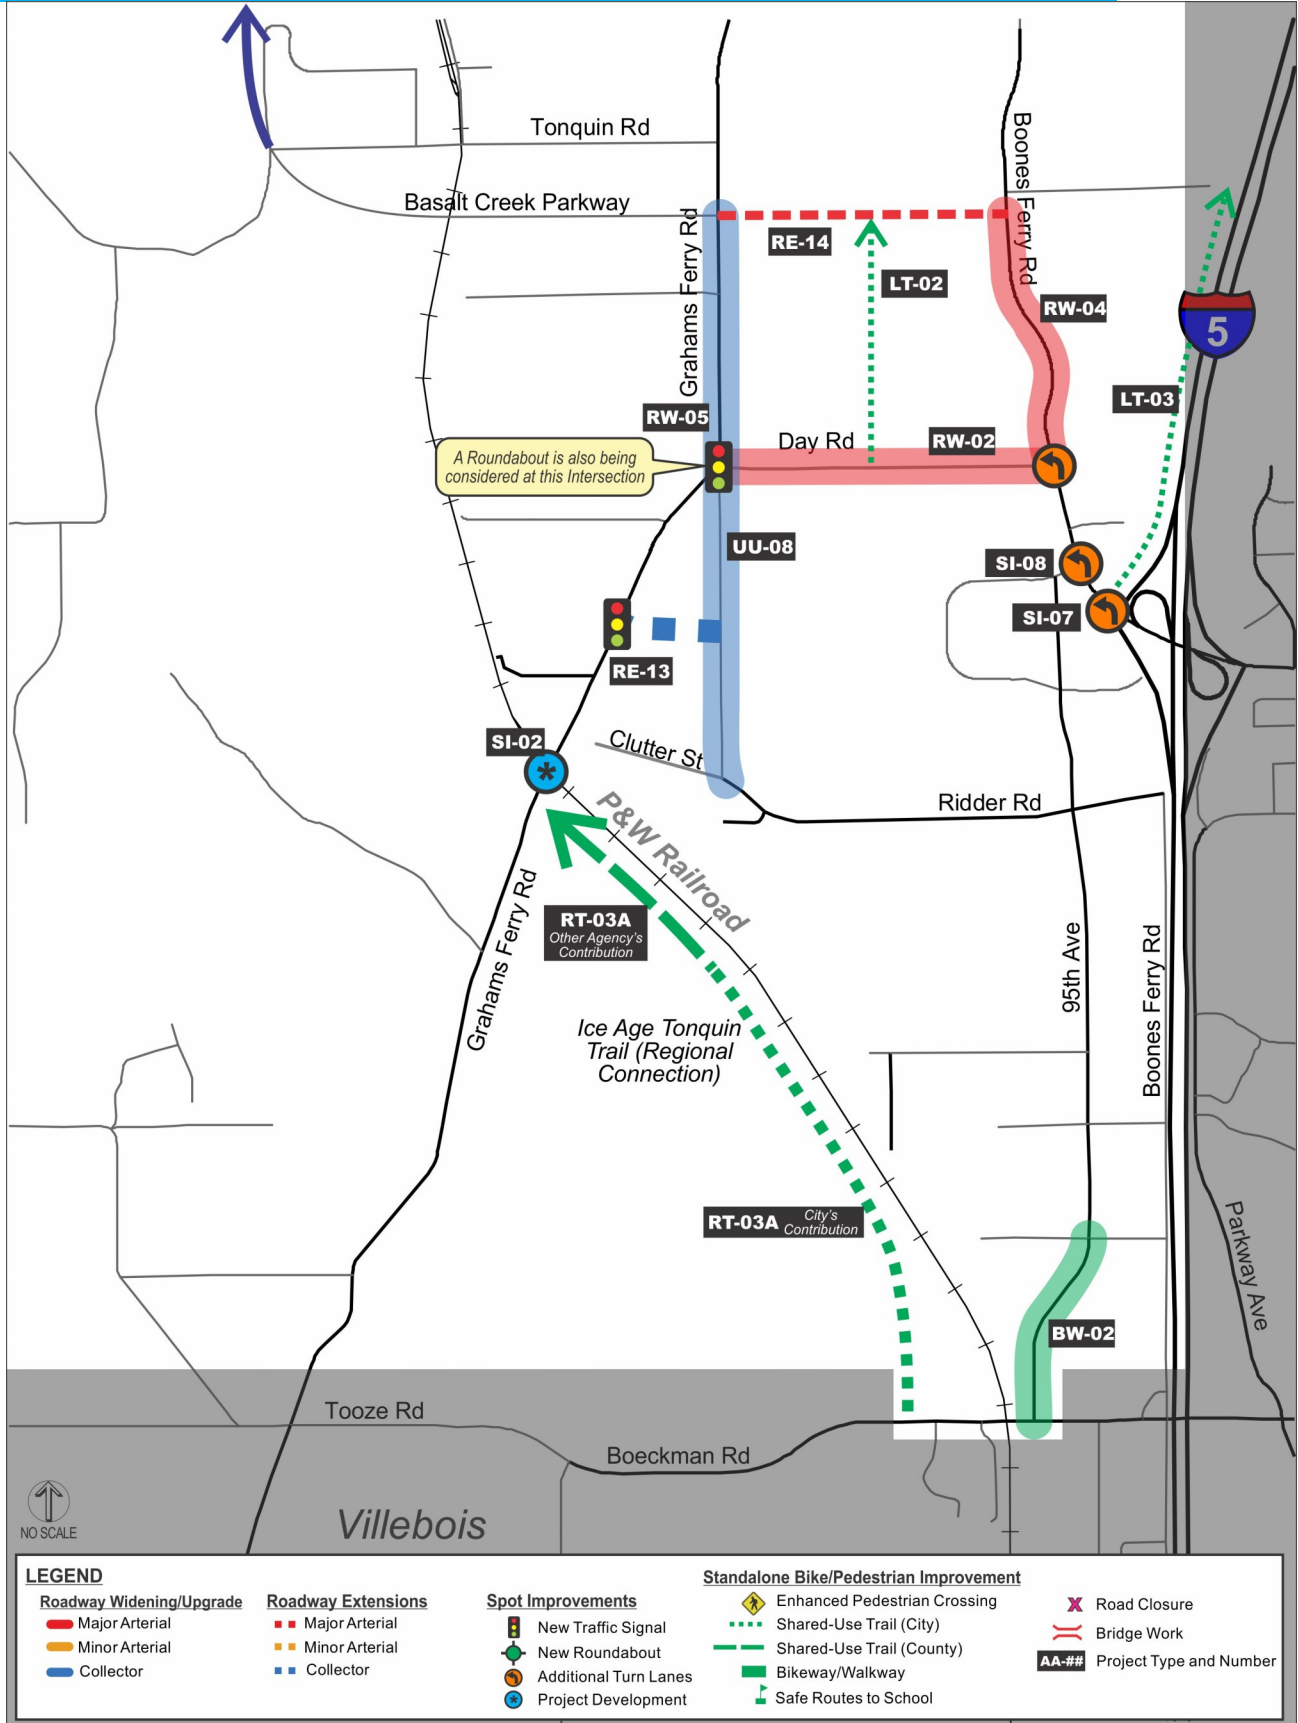 Tonquin Rd
Boones Ferry Rd
Basalt Creek Parkway
Grahams Ferry Rd
RE-14
LT-02
RW-04
5
LT-03
RW-05
Day Rd
RW-02
A Roundabout is also being
considered at this Intersection
UU-08
SI-08
SI-07
RE-13
SI-02
Clutter St
P&W Railroad
Ridder Rd
Grahams Ferry Rd
RT-03A
Other Agency's
Contribution
95th Ave
Boones Ferry Rd
Ice Age Tonquin
Trail (Regional
Connection)
RT-03A City's
Contribution
Parkway Ave
BW-02
Tooze Rd
Boeckman Rd
Villebois
NO SCALE
LEGEND
Roadway Widening/Upgrade
Major Arterial
Minor Arterial
Collector
Roadway Extensions
Major Arterial
Minor Arterial
Collector
Spot Improvements
New Traffic Signal
New Roundabout
Additional Turn Lanes
Project Development
Standalone Bike/Pedestrian Improvement
Enhanced Pedestrian Crossing
Shared-Use Trail (City)
Shared-Use Trail (County)
Bikeway/Walkway
Safe Routes to School
X Road Closure
Bridge Work
AA-## Project Type and Number